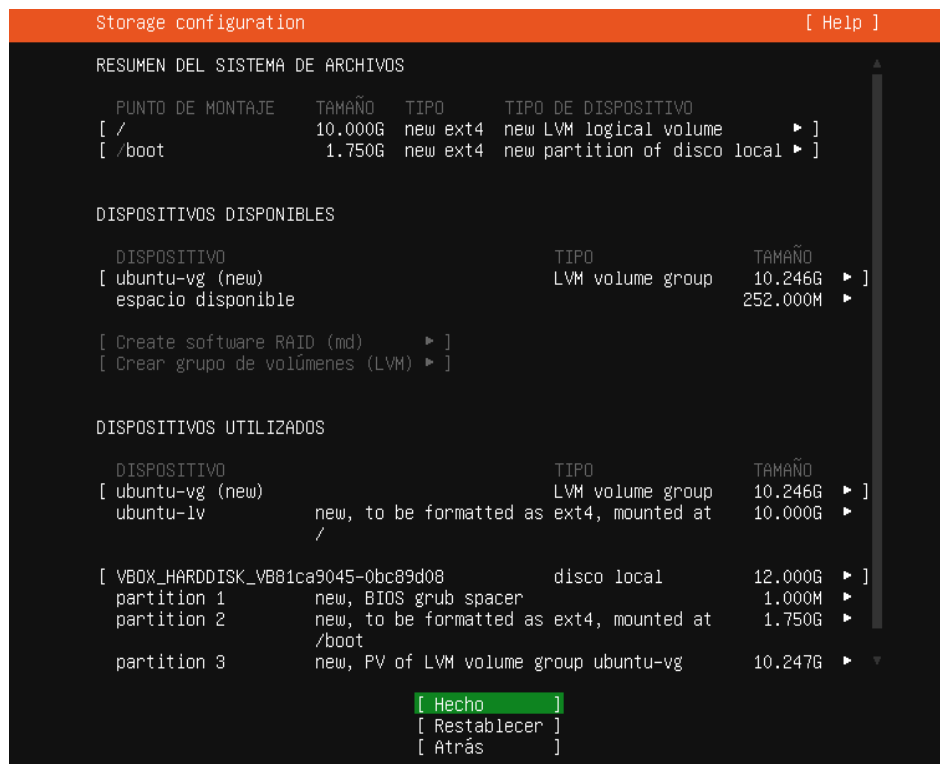 Storage configuration [ Help ]
RESUMEN DEL SISTEMA DE ARCHIVOS
PUNTO DE MONTAJE TAMAÑO TIPO TIPO DE DISPOSITIVO
[ / 10.000G new ext4 new LVM logical volume ▸ ]
[ /boot 1.750G new ext4 new partition of disco local ▸ ]
DISPOSITIVOS DISPONIBLES
DISPOSITIVO TIPO TAMAÑO
[ ubuntu-vg (new) LVM volume group 10.246G ▸ ]
espacio disponible 252.000M ▸
[ Create software RAID (md) ▸ ]
[ Crear grupo de volúmenes (LVM) ▸ ]
DISPOSITIVOS UTILIZADOS
DISPOSITIVO TIPO TAMAÑO
[ ubuntu-vg (new) LVM volume group 10.246G ▸ ]
ubuntu-lv new, to be formatted as ext4, mounted at 10.000G ▸
/
[ VBOX_HARDDISK_VB81ca9045-0bc89d08 disco local 12.000G ▸ ]
partition 1 new, BIOS grub spacer 1.000M ▸
partition 2 new, to be formatted as ext4, mounted at 1.750G ▸
/boot
partition 3 new, PV of LVM volume group ubuntu-vg 10.247G ▸
[ Hecho ]
[ Restablecer ]
[ Atrás ]